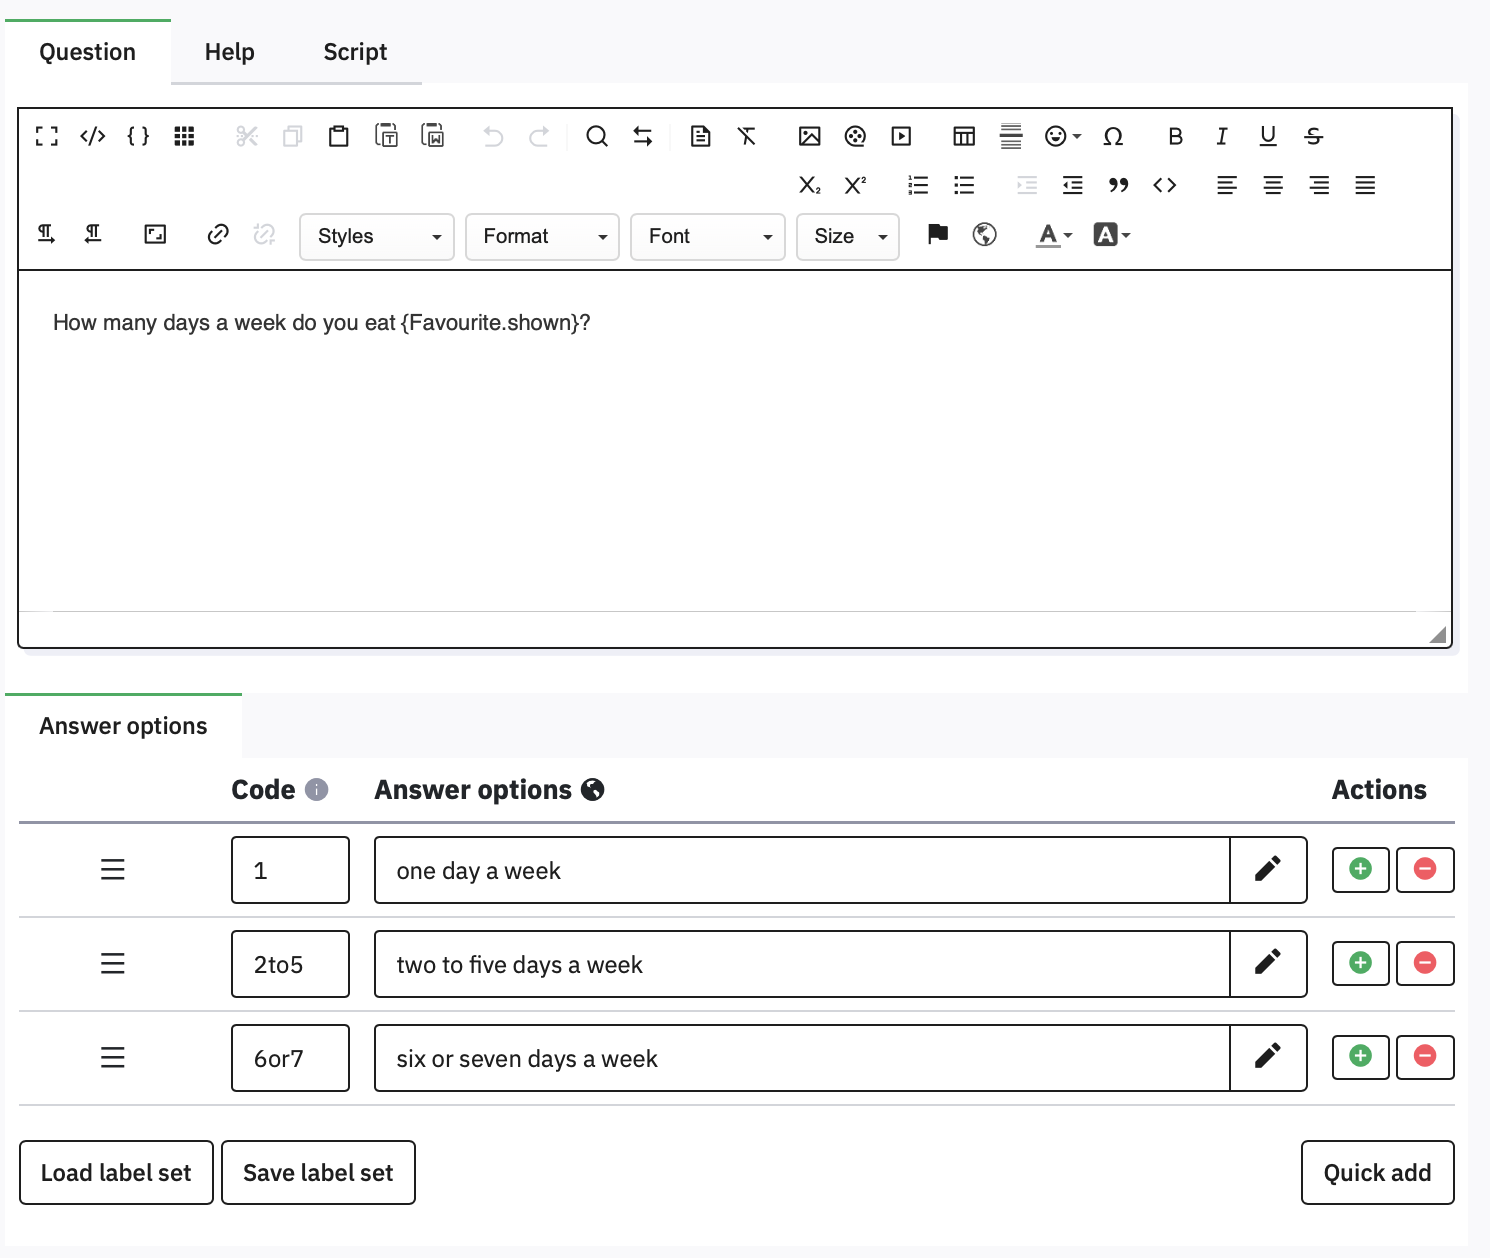 Question Help Script
Styles Format Font Size
How many days a week do you eat {Favourite.shown}?
Answer options
Code Answer options Actions
1 one day a week
2to5 two to five days a week
6or7 six or seven days a week
Load label set Save label set Quick add